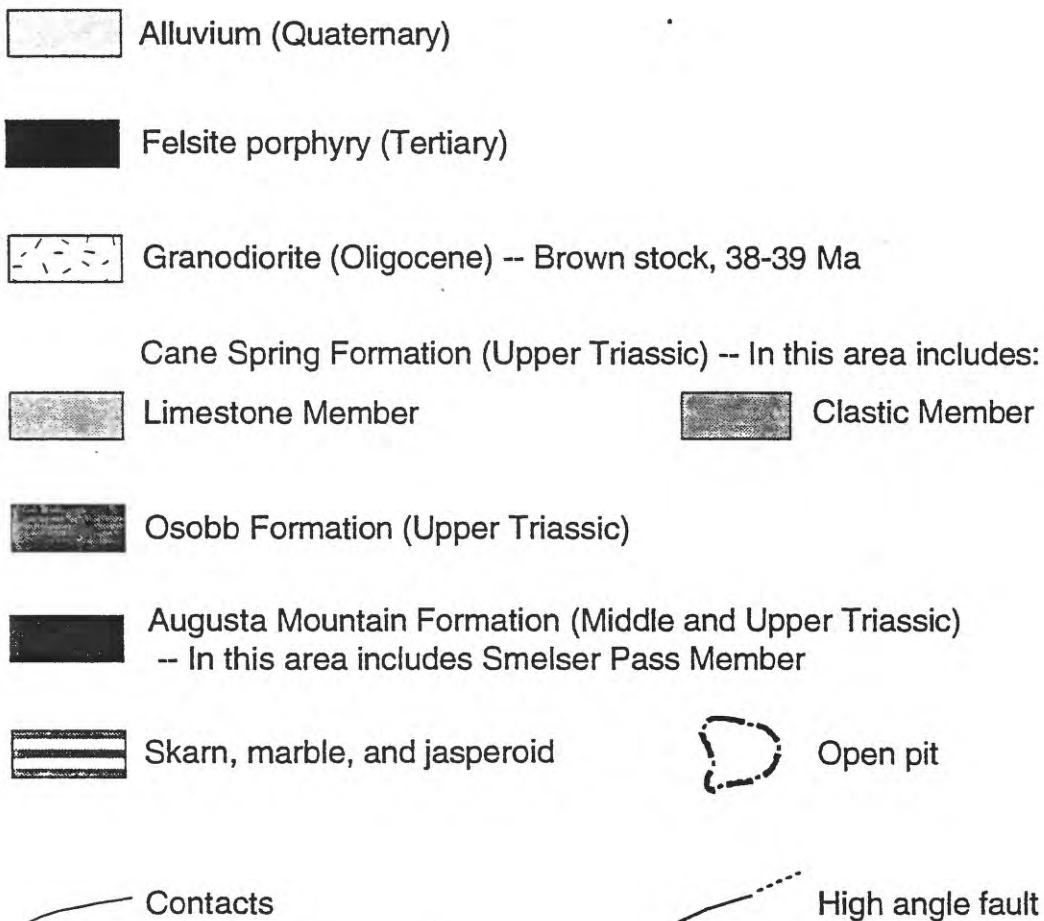 Alluvium (Quaternary)
Felsite porphyry (Tertiary)
Granodiorite (Oligocene) -- Brown stock, 38-39 Ma
Cane Spring Formation (Upper Triassic) -- In this area includes:
Limestone Member
Clastic Member
Osobb Formation (Upper Triassic)
Augusta Mountain Formation (Middle and Upper Triassic)
-- In this area includes Smelser Pass Member
Skarn, marble, and jasperoid
Open pit
Contacts
High angle fault